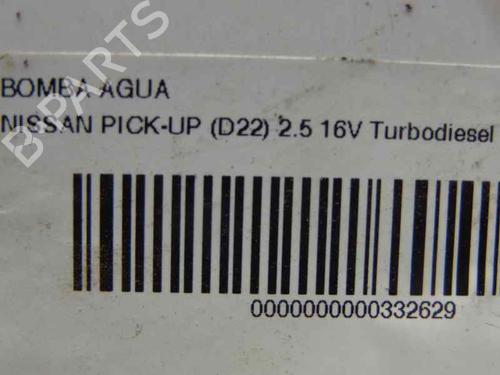 BOMBA AGUA
NISSAN PICK-UP (D22) 2.5 16V Turbodiesel
0000000000332629
B-PARTS